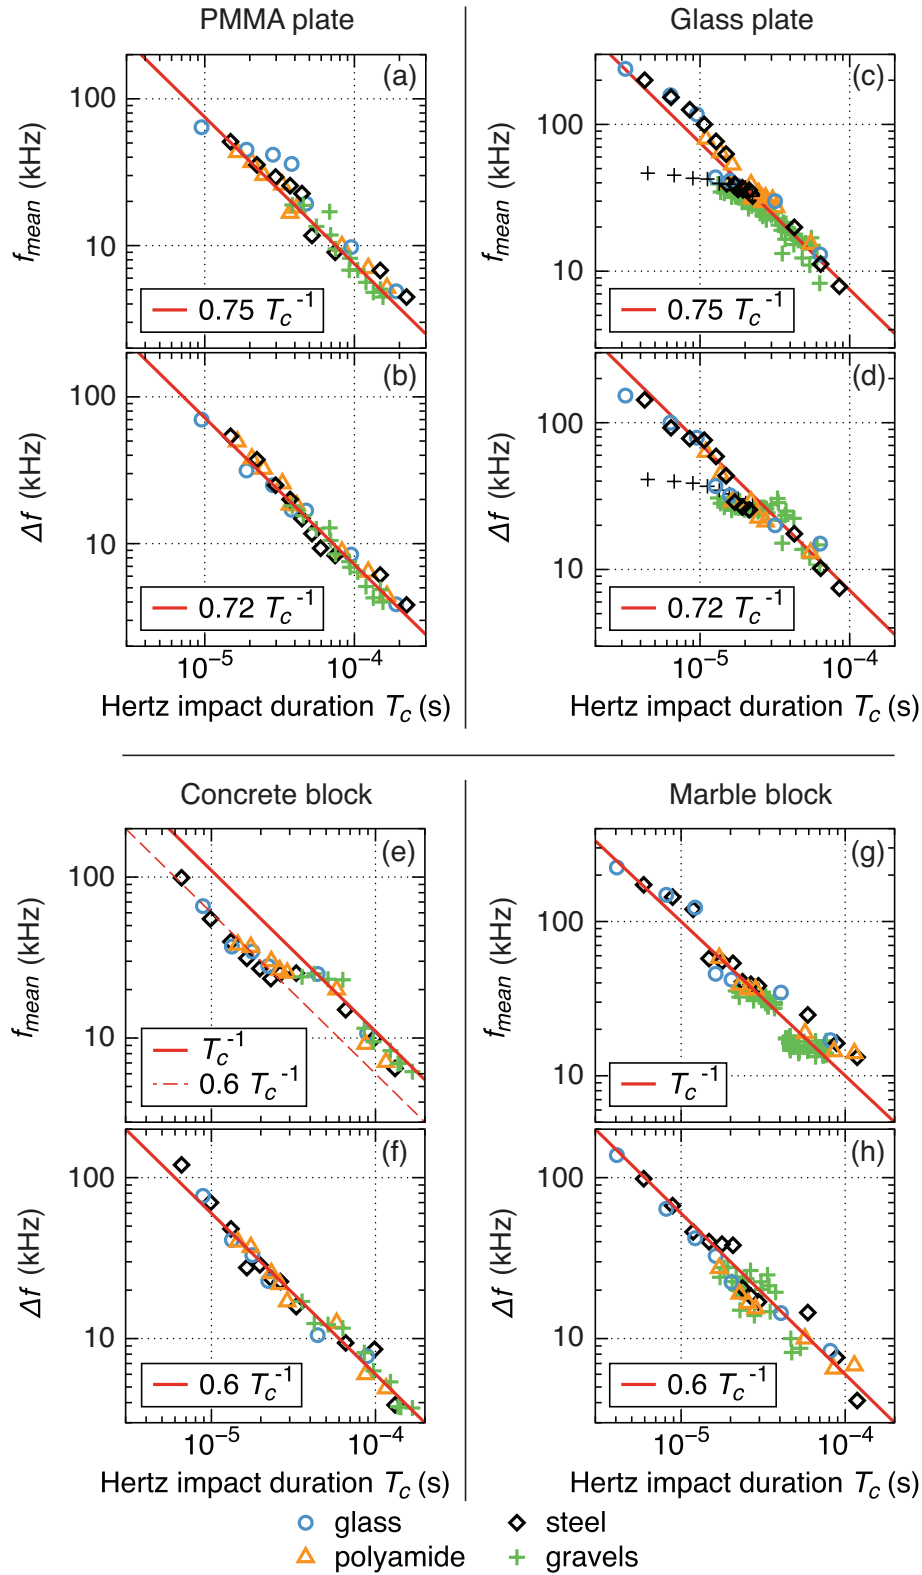 PMMA plate
Glass plate
(a)
100
10
f_mean (kHz)
0.75 T_c^−1
(c)
100
10
f_mean (kHz)
0.75 T_c^−1
(b)
100
10
Δf (kHz)
0.72 T_c^−1
10^−5
10^−4
Hertz impact duration T_c (s)
(d)
100
10
Δf (kHz)
0.72 T_c^−1
10^−5
10^−4
Hertz impact duration T_c (s)
Concrete block
Marble block
(e)
100
10
f_mean (kHz)
T_c^−1
0.6 T_c^−1
(g)
100
10
f_mean (kHz)
T_c^−1
(f)
100
10
Δf (kHz)
0.6 T_c^−1
10^−5
10^−4
Hertz impact duration T_c (s)
(h)
100
10
Δf (kHz)
0.6 T_c^−1
10^−5
10^−4
Hertz impact duration T_c (s)
glass
steel
polyamide
gravels